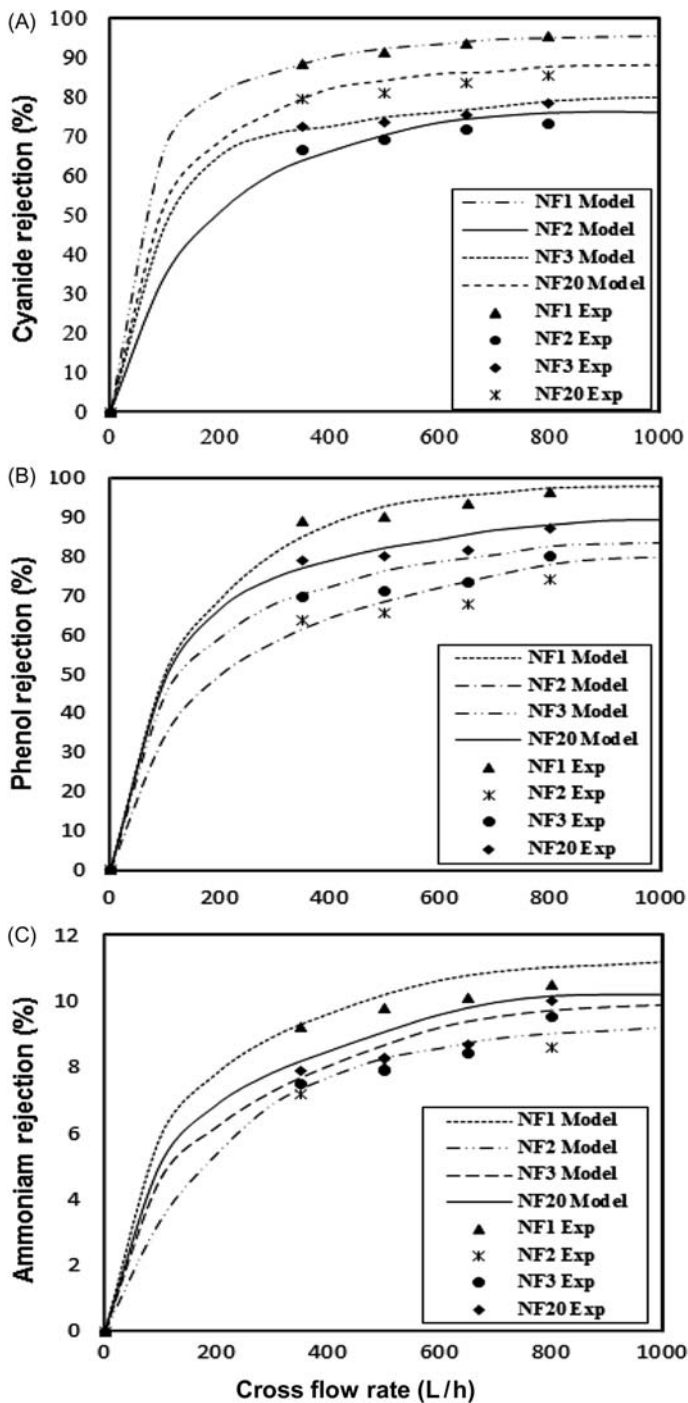 (A)
Cyanide rejection (%)
100
90
80
70
60
50
40
30
20
10
0
NF1 Model
NF2 Model
NF3 Model
NF20 Model
NF1 Exp
NF2 Exp
NF3 Exp
NF20 Exp
0 200 400 600 800 1000
(B)
Phenol rejection (%)
100
90
80
70
60
50
40
30
20
10
0
NF1 Model
NF2 Model
NF3 Model
NF20 Model
NF1 Exp
NF2 Exp
NF3 Exp
NF20 Exp
0 200 400 600 800 1000
(C)
Ammoniam rejection (%)
12
10
8
6
4
2
0
NF1 Model
NF2 Model
NF3 Model
NF20 Model
NF1 Exp
NF2 Exp
NF3 Exp
NF20 Exp
0 200 400 600 800 1000
Cross flow rate (L/h)